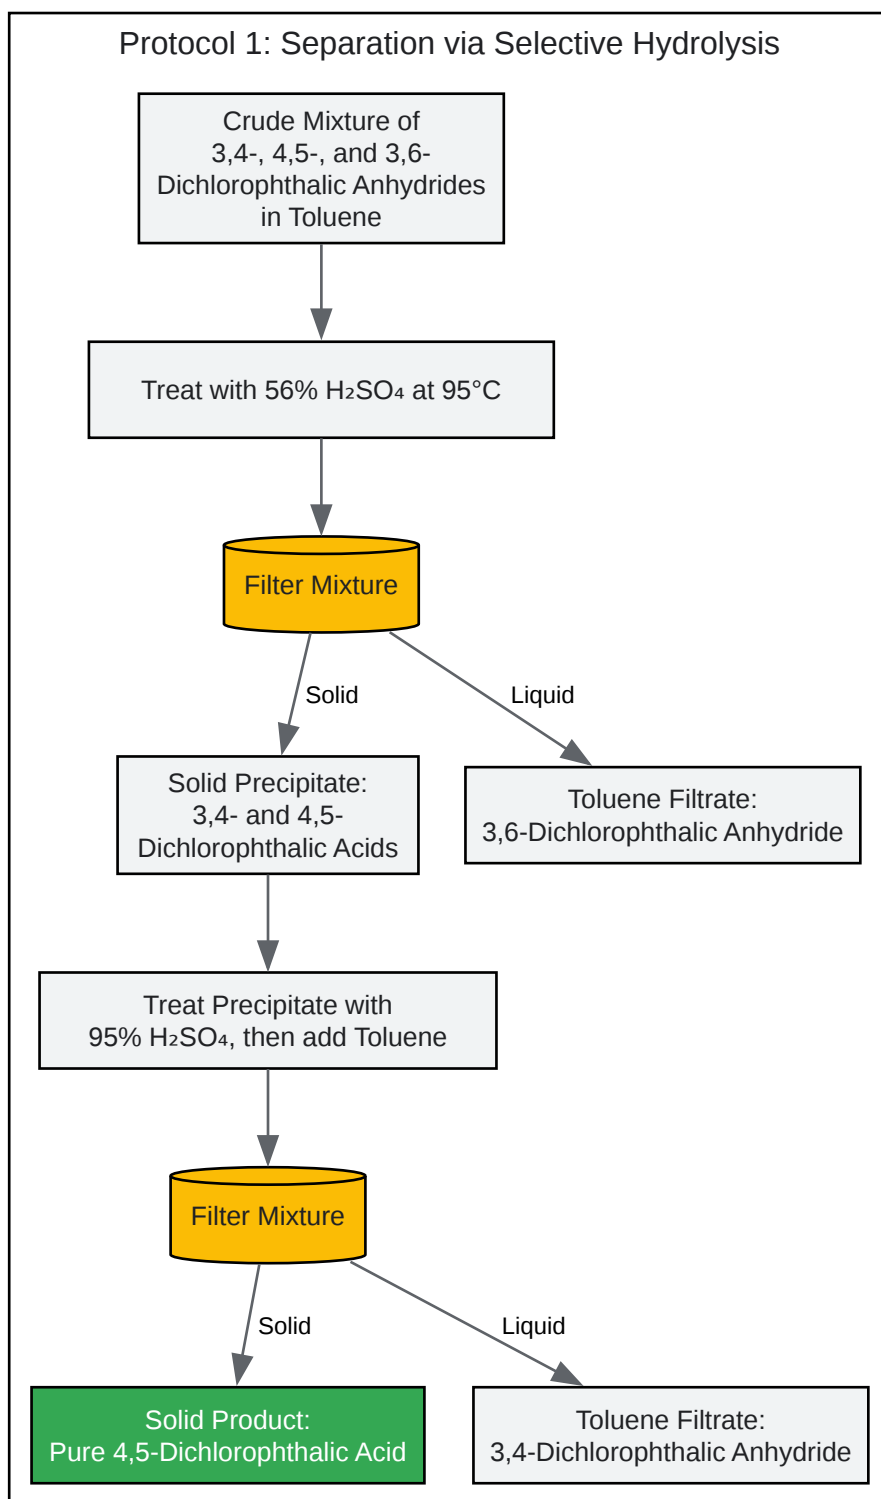 Protocol 1: Separation via Selective Hydrolysis
Crude Mixture of
3,4-, 4,5-, and 3,6-
Dichlorophthalic Anhydrides
in Toluene
Treat with 56% H₂SO₄ at 95°C
Filter Mixture
Solid
Liquid
Solid Precipitate:
3,4- and 4,5-
Dichlorophthalic Acids
Toluene Filtrate:
3,6-Dichlorophthalic Anhydride
Treat Precipitate with
95% H₂SO₄, then add Toluene
Filter Mixture
Solid
Liquid
Solid Product:
Pure 4,5-Dichlorophthalic Acid
Toluene Filtrate:
3,4-Dichlorophthalic Anhydride